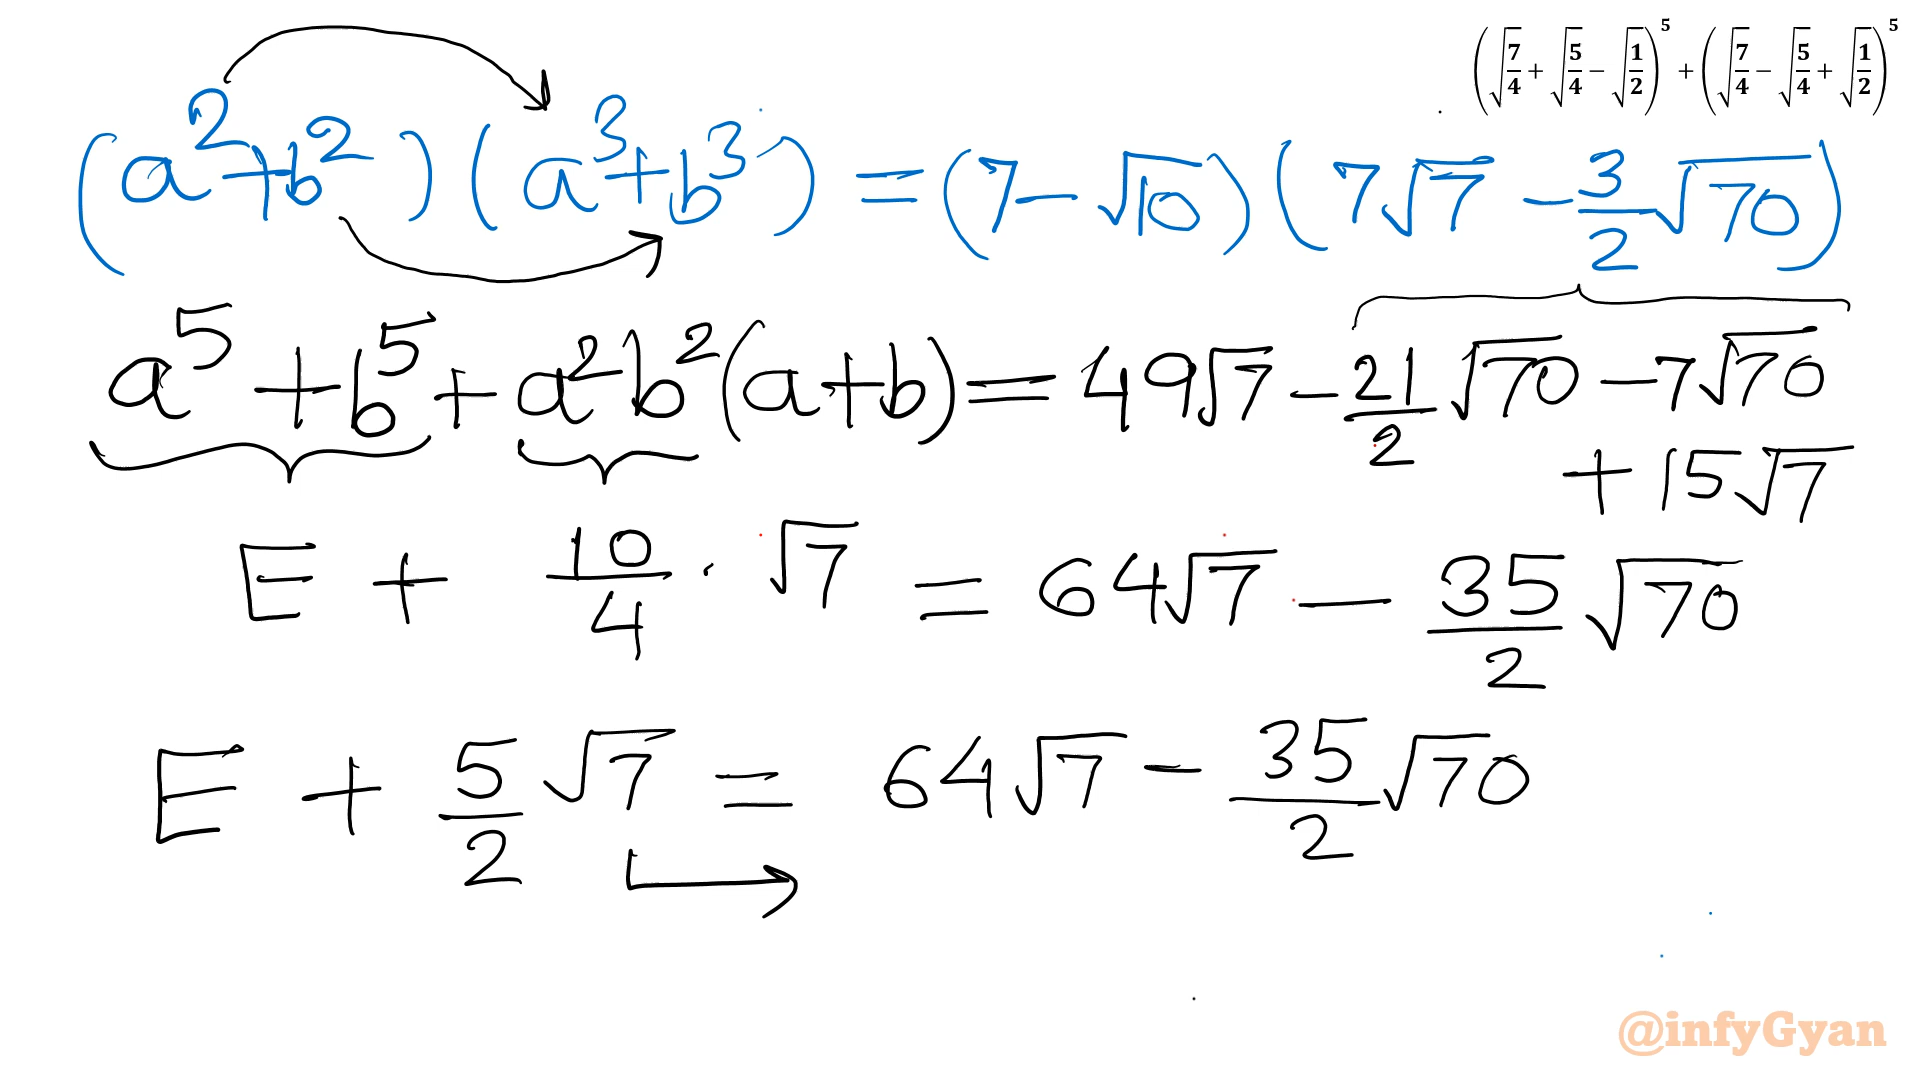 (√(7/4) + √(5/4) − √(1/2))⁵ + (√(7/4) − √(5/4) + √(1/2))⁵
(a² + b²)(a³ + b³) = (7 − √10)(7√7 − 3/2 √70)
a⁵ + b⁵ + a²b²(a + b) = 49√7 − 21/2 √70 − 7√70
+ 15√7
E + 10/4 · √7 = 64√7 − 35/2 √70
E + 5/2 √7 = 64√7 − 35/2 √70
@infyGyan